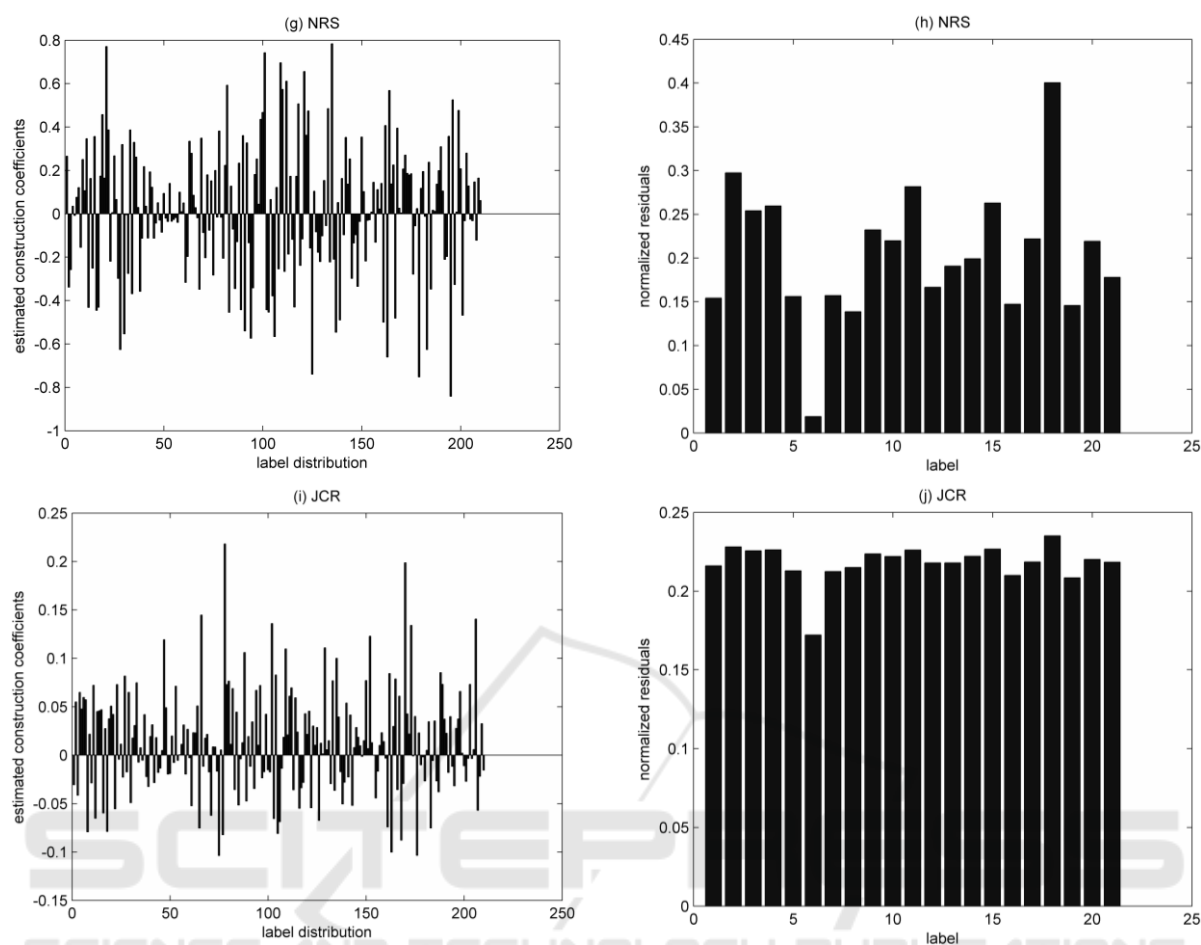 (g) NRS
0.8
0.6
0.4
0.2
0
-0.2
-0.4
-0.6
-0.8
-1
0 50 100 150 200 250
estimated construction coefficients
label distribution
(h) NRS
0.45
0.4
0.35
0.3
0.25
0.2
0.15
0.1
0.05
0
0 5 10 15 20 25
normalized residuals
label
(i) JCR
0.25
0.2
0.15
0.1
0.05
0
-0.05
-0.1
-0.15
0 50 100 150 200 250
estimated construction coefficients
label distribution
(j) JCR
0.25
0.2
0.15
0.1
0.05
0
0 5 10 15 20 25
normalized residuals
label